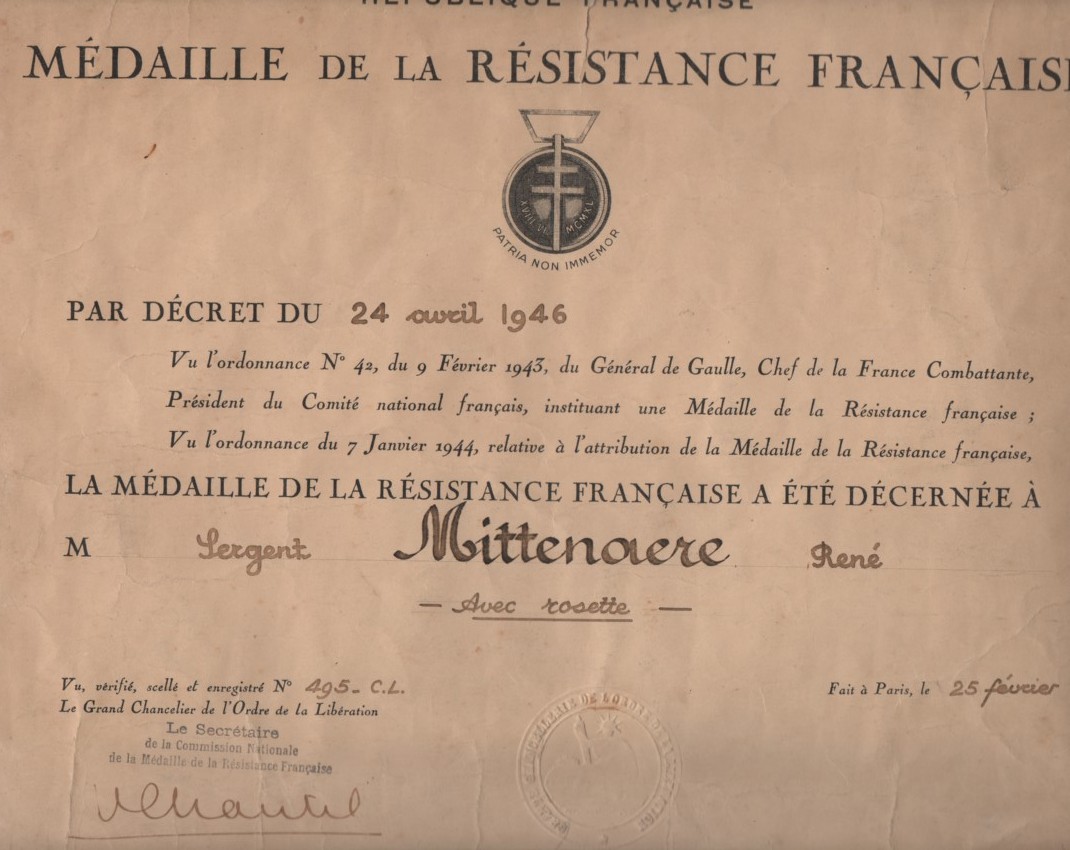 RÉPUBLIQUE FRANÇAISE
MÉDAILLE DE LA RÉSISTANCE FRANÇAIS
XVIII VI MCMXL
PATRIA NON IMMEMOR
PAR DÉCRET DU 24 avril 1946
Vu l'ordonnance N° 42, du 9 Février 1943, du Général de Gaulle, Chef de la France Combattante,
Président du Comité national français, instituant une Médaille de la Résistance française ;
Vu l'ordonnance du 7 Janvier 1944, relative à l'attribution de la Médaille de la Résistance française,
LA MÉDAILLE DE LA RÉSISTANCE FRANÇAISE A ÉTÉ DÉCERNÉE À
M Sergent Mittenaere René
— Avec rosette —
Vu, vérifié, scellé et enregistré N° 495- C.L.
Fait à Paris, le 25 février
Le Grand Chancelier de l'Ordre de la Libération
Le Secrétaire
de la Commission Nationale
de la Médaille de la Résistance Française